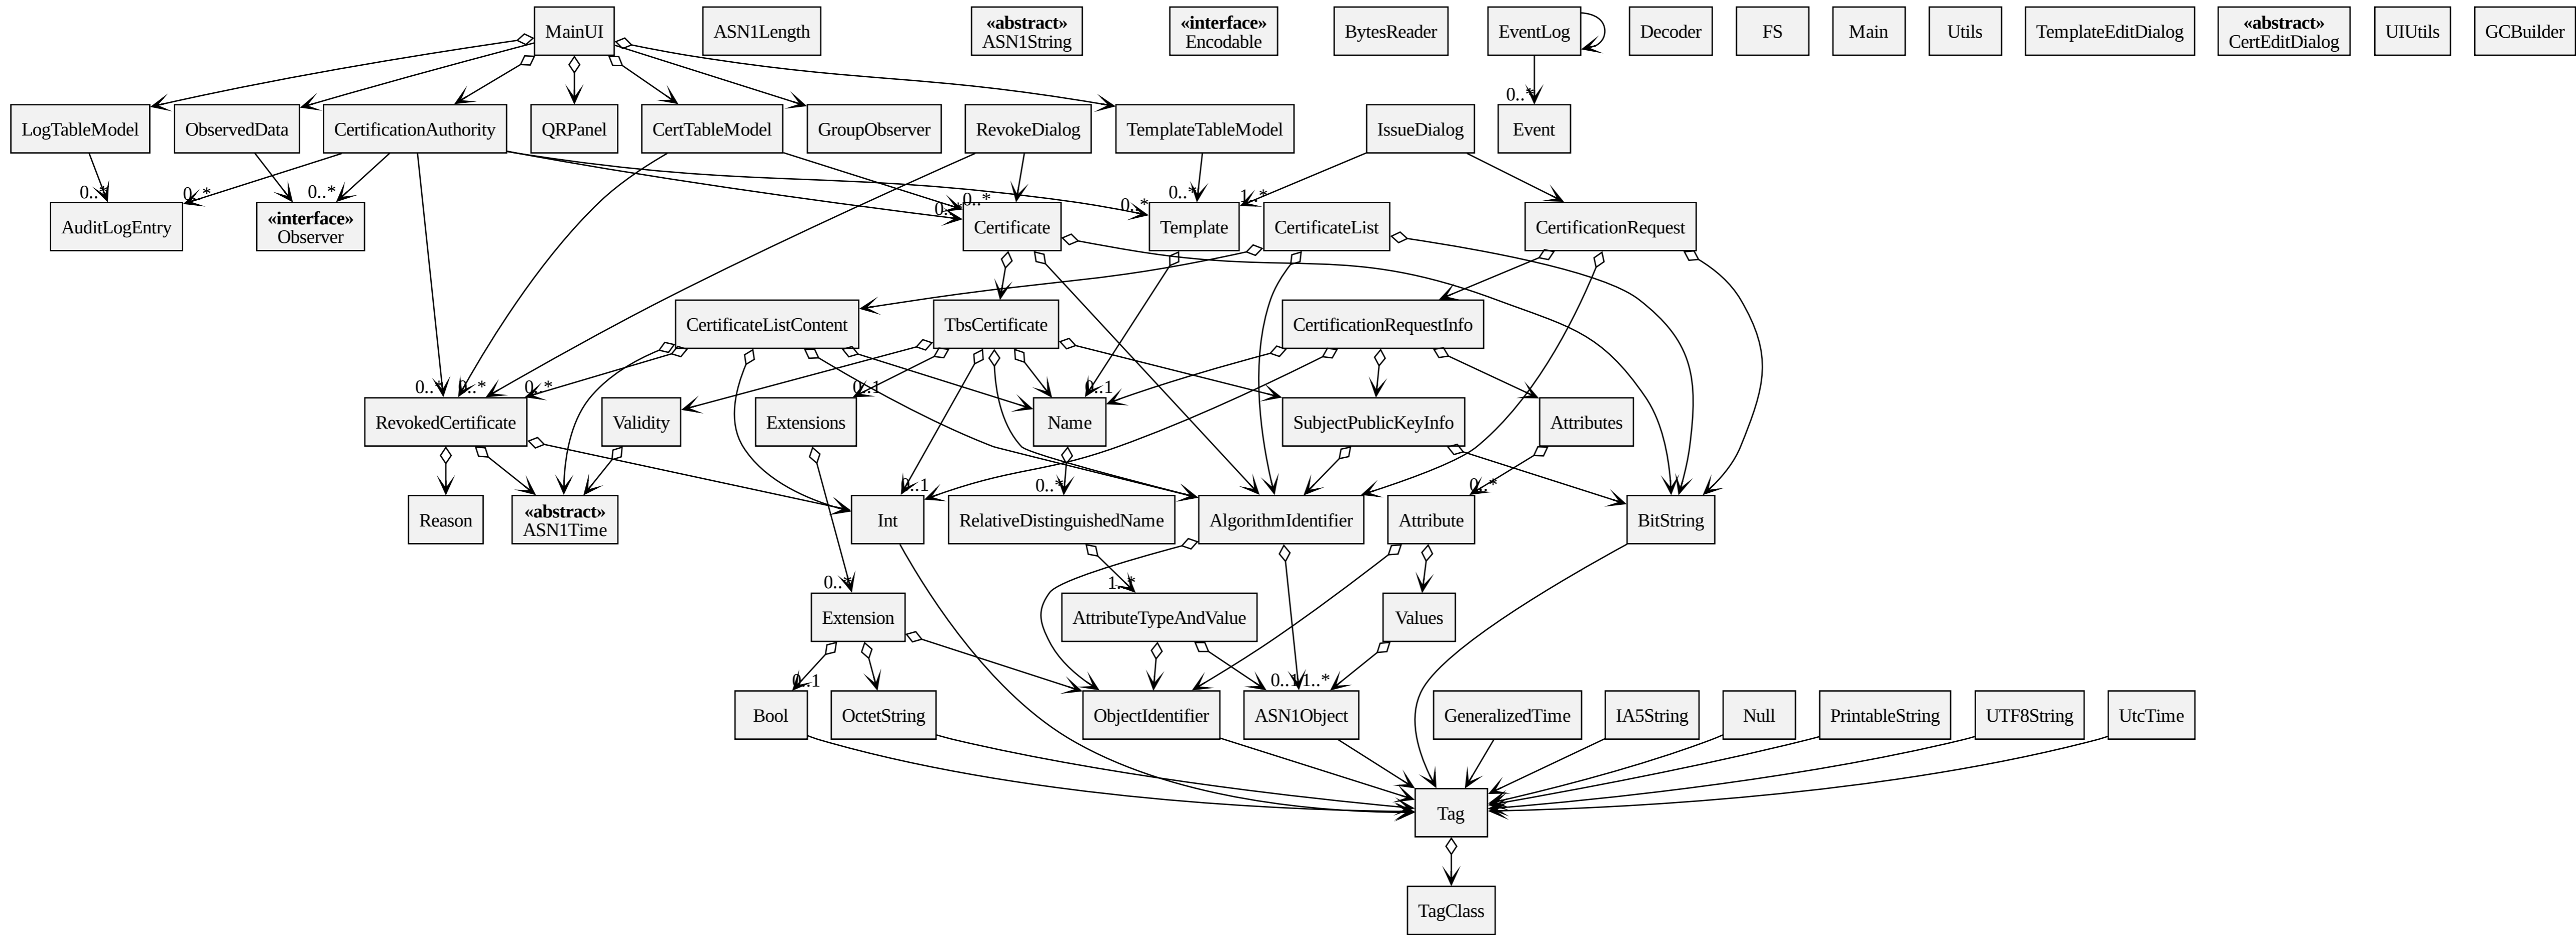 MainUI
ASN1Length
«abstract»
ASN1String
«interface»
Encodable
BytesReader
EventLog
Decoder
FS
Main
Utils
TemplateEditDialog
«abstract»
CertEditDialog
UIUtils
GCBuilder
0..*
LogTableModel
ObservedData
CertificationAuthority
QRPanel
CertTableModel
GroupObserver
RevokeDialog
TemplateTableModel
IssueDialog
Event
0..*
0..*
0..*
0..*
0..*
0..*
0..*
1..*
AuditLogEntry
«interface»
Observer
Certificate
Template
CertificateList
CertificationRequest
CertificateListContent
TbsCertificate
CertificationRequestInfo
0..*
0..*
0..*
0..1
0..1
RevokedCertificate
Validity
Extensions
Name
SubjectPublicKeyInfo
Attributes
0..1
0..*
0..*
Reason
«abstract»
ASN1Time
Int
RelativeDistinguishedName
AlgorithmIdentifier
Attribute
BitString
0..*
1..*
Extension
AttributeTypeAndValue
Values
0..1
0..1
1..*
Bool
OctetString
ObjectIdentifier
ASN1Object
GeneralizedTime
IA5String
Null
PrintableString
UTF8String
UtcTime
Tag
TagClass